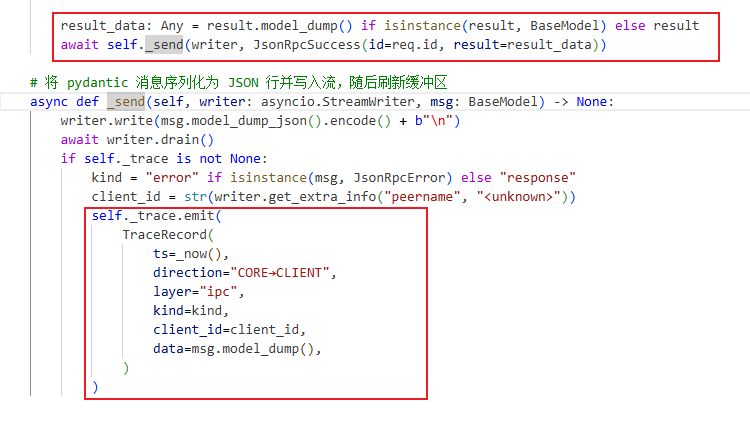 result_data: Any = result.model_dump() if isinstance(result, BaseModel) else result
await self._send(writer, JsonRpcSuccess(id=req.id, result=result_data))
# 将 pydantic 消息序列化为 JSON 行并写入流，随后刷新缓冲区
async def _send(self, writer: asyncio.StreamWriter, msg: BaseModel) -> None:
writer.write(msg.model_dump_json().encode() + b"\n")
await writer.drain()
if self._trace is not None:
kind = "error" if isinstance(msg, JsonRpcError) else "response"
client_id = str(writer.get_extra_info("peername", "<unknown>"))
self._trace.emit(
TraceRecord(
ts=_now(),
direction="CORE→CLIENT",
layer="ipc",
kind=kind,
client_id=client_id,
data=msg.model_dump(),
)
)